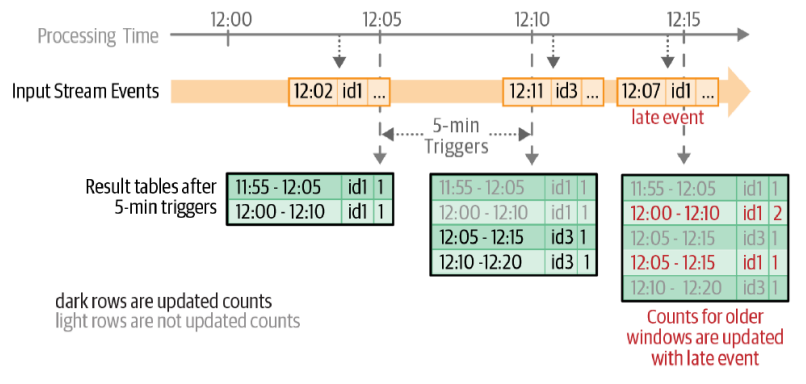 12:00 12:05 12:10 12:15
Processing Time
Input Stream Events
12:02 id1 ...
12:11 id3 ...
12:07 id1 ...
late event
5-min
Triggers
Result tables after
5-min triggers
11:55 - 12:05 id1 1
12:00 - 12:10 id1 1
11:55 - 12:05 id1 1
12:00 - 12:10 id1 1
12:05 - 12:15 id3 1
12:10 -12:20 id3 1
11:55 - 12:05 id1 1
12:00 - 12:10 id1 2
12:05 - 12:15 id3 1
12:05 - 12:15 id1 1
12:10 - 12:20 id3 1
dark rows are updated counts
light rows are not updated counts
Counts for older
windows are updated
with late event